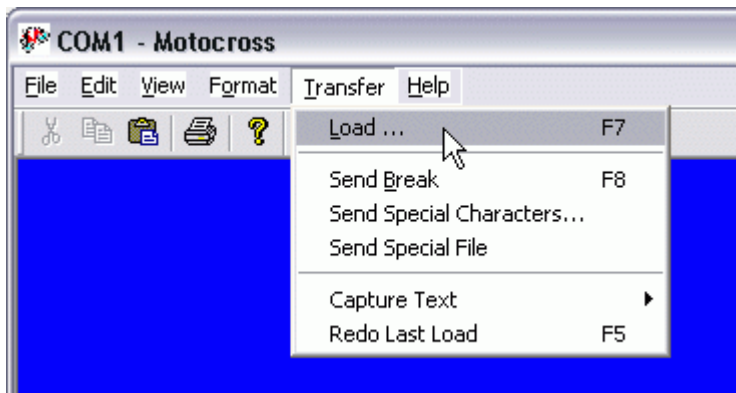 COM1 - Motocross
File Edit View Format Transfer Help
Load ... F7
Send Break F8
Send Special Characters...
Send Special File
Capture Text
Redo Last Load F5